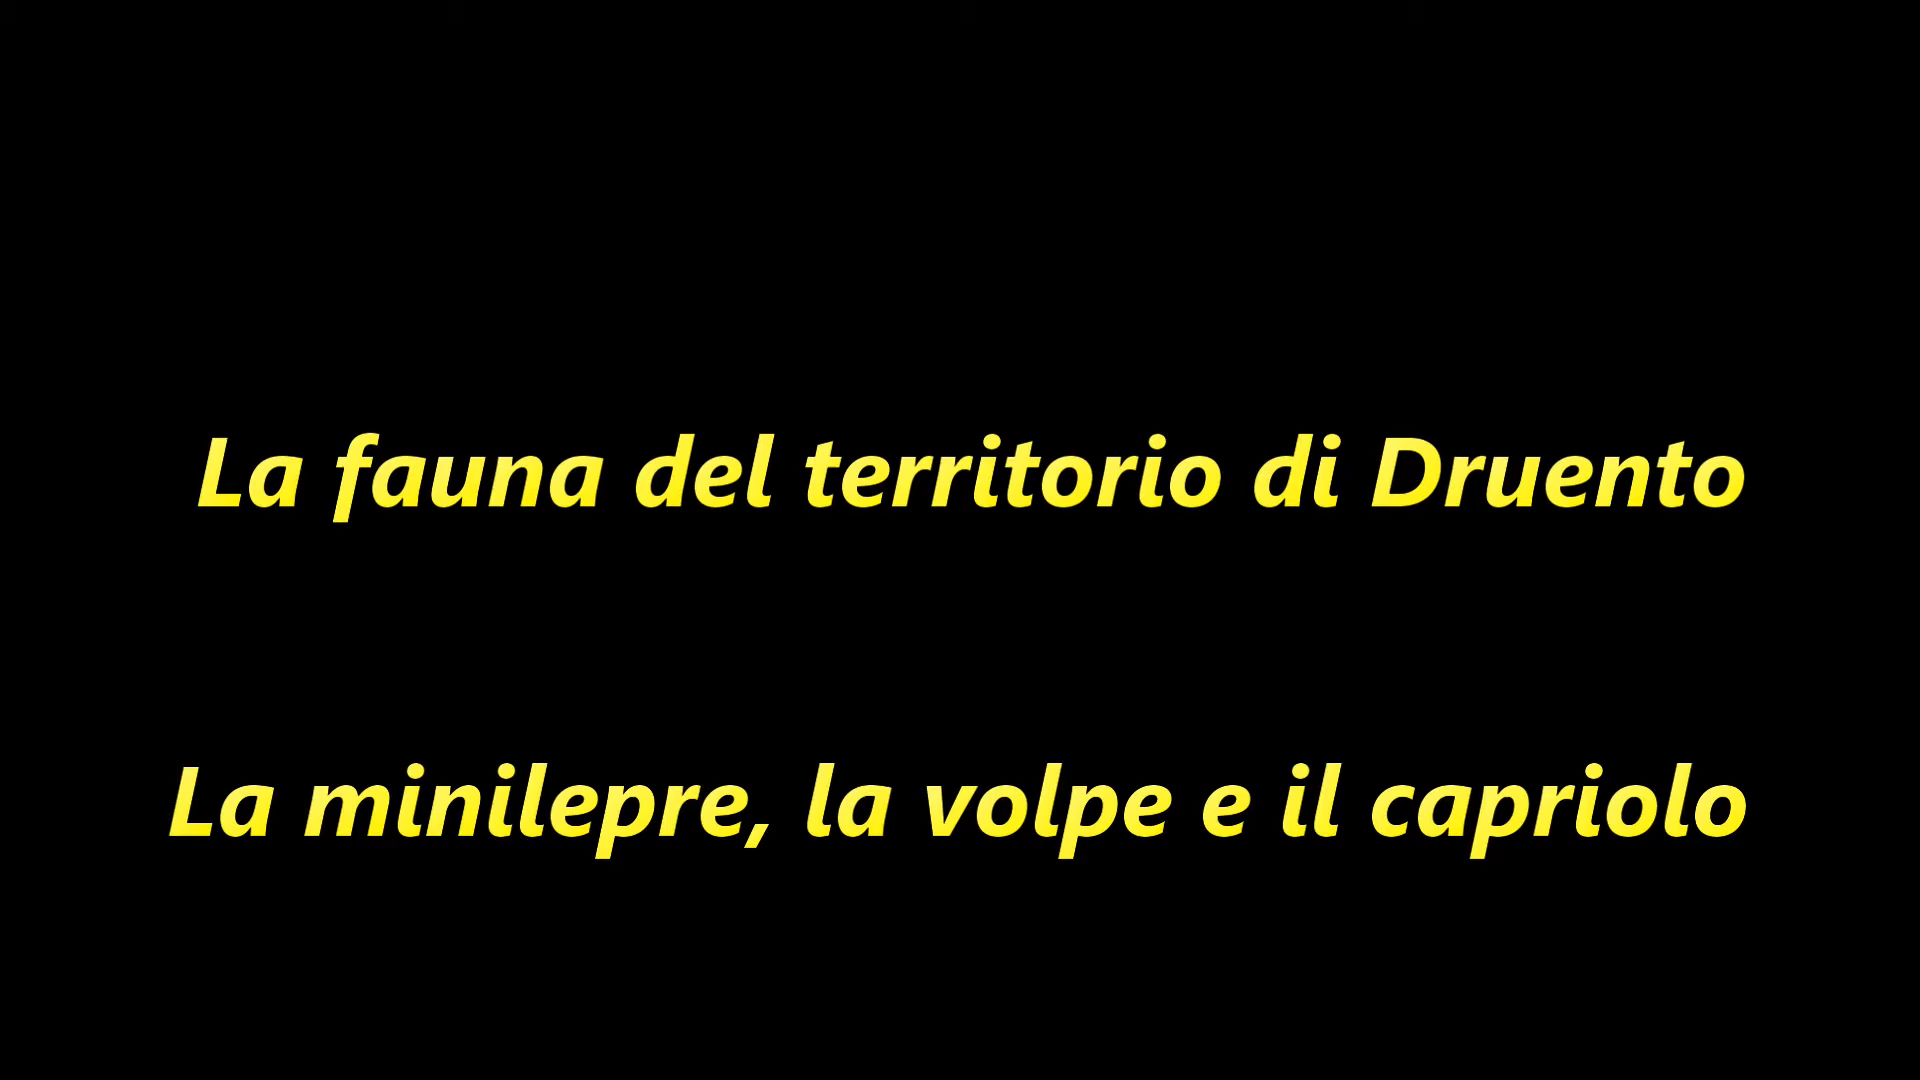 La fauna del territorio di Druento
La minilepre, la volpe e il capriolo